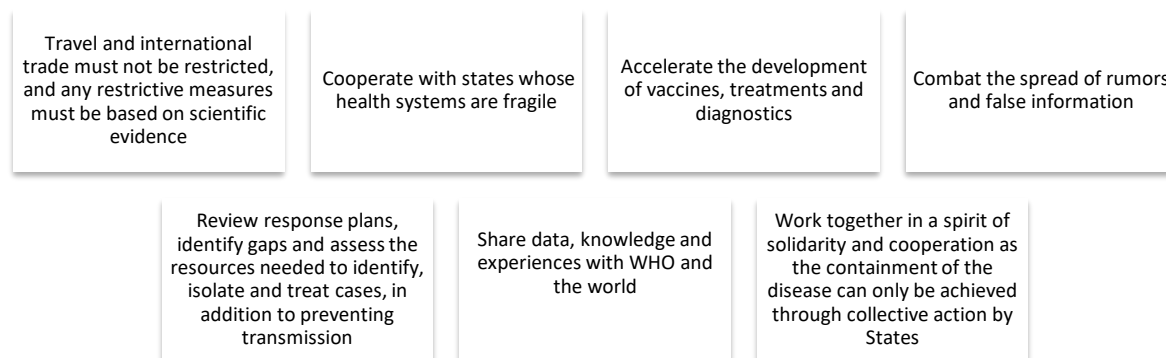 Travel and international
trade must not be restricted,
and any restrictive measures
must be based on scientific
evidence
Cooperate with states whose
health systems are fragile
Accelerate the development
of vaccines, treatments and
diagnostics
Combat the spread of rumors
and false information
Review response plans,
identify gaps and assess the
resources needed to identify,
isolate and treat cases, in
addition to preventing
transmission
Share data, knowledge and
experiences with WHO and
the world
Work together in a spirit of
solidarity and cooperation as
the containment of the
disease can only be achieved
through collective action by
States